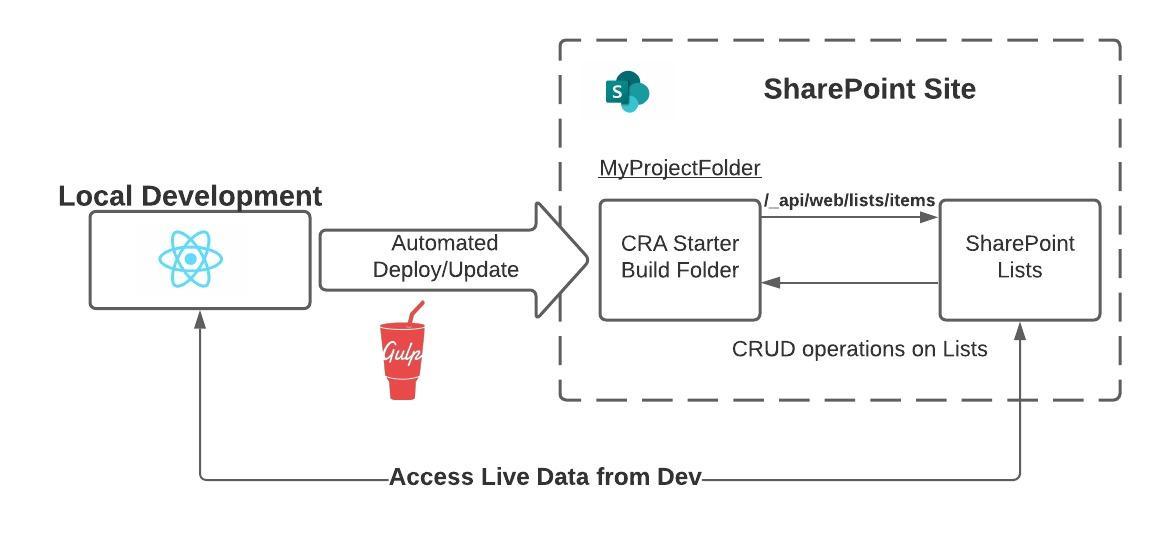 SharePoint Site
S
MyProjectFolder
Local Development
/_api/web/lists/items
Automated
Deploy/Update
CRA Starter
Build Folder
SharePoint
Lists
Gulp
CRUD operations on Lists
Access Live Data from Dev